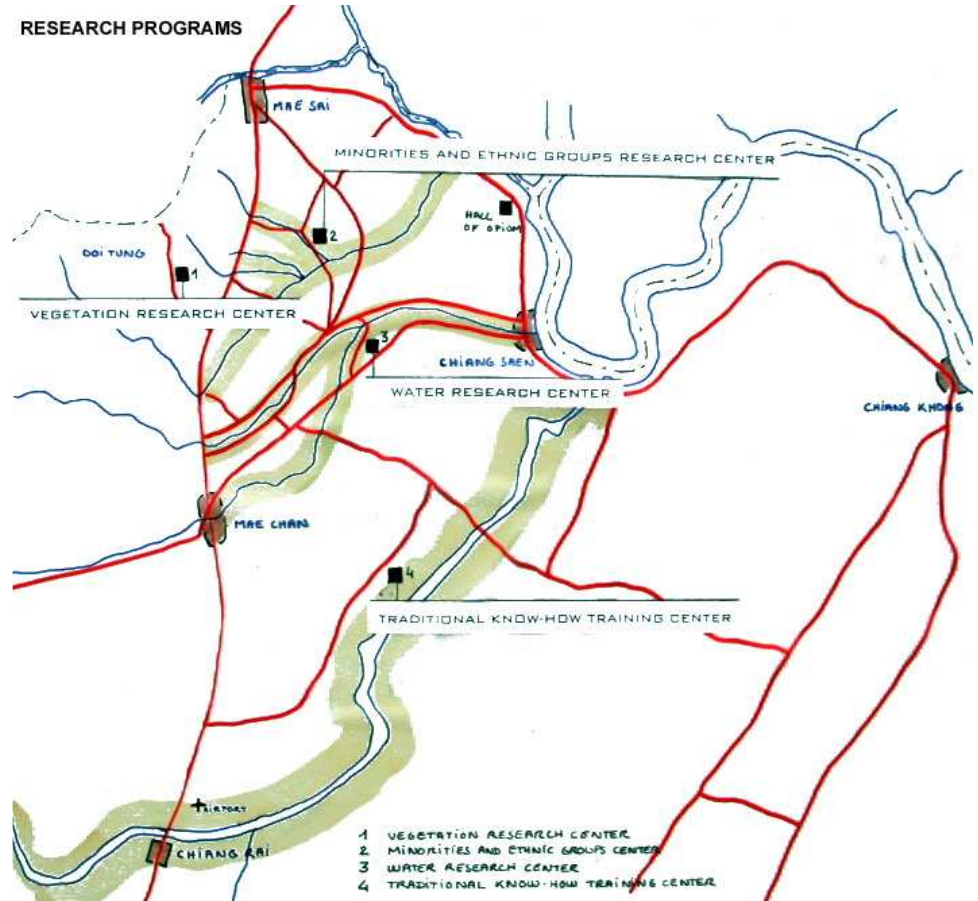 RESEARCH PROGRAMS
MAE SAI
MINORITIES AND ETHNIC GROUPS RESEARCH CENTER
HALL
OF OPIOM
2
DOI TUNG
1
VEGETATION RESEARCH CENTER
3
CHIANG SAEN
WATER RESEARCH CENTER
CHIANG KHONG
MAE CHAN
4
TRADITIONAL KNOW-HOW TRAINING CENTER
AIRPORT
CHIANG RAI
1 VEGETATION RESEARCH CENTER
2 MINORITIES AND ETHNIC GROUPS CENTER
3 WATER RESEARCH CENTER
4 TRADITIONAL KNOW-HOW TRAINING CENTER